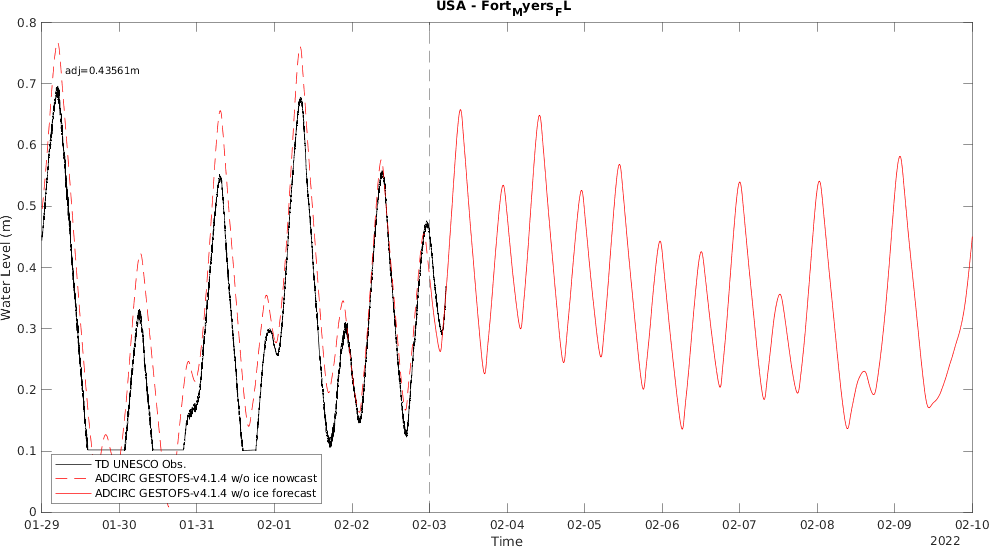 USA - Fort_Myers_FL
0.8
adj=0.43561m
0.7
0.6
0.5
0.4
0.3
0.2
0.1
0
Water Level (m)
TD UNESCO Obs.
ADCIRC GESTOFS-v4.1.4 w/o ice nowcast
ADCIRC GESTOFS-v4.1.4 w/o ice forecast
01-29 01-30 01-31 02-01 02-02 02-03 02-04 02-05 02-06 02-07 02-08 02-09 02-10
Time
2022